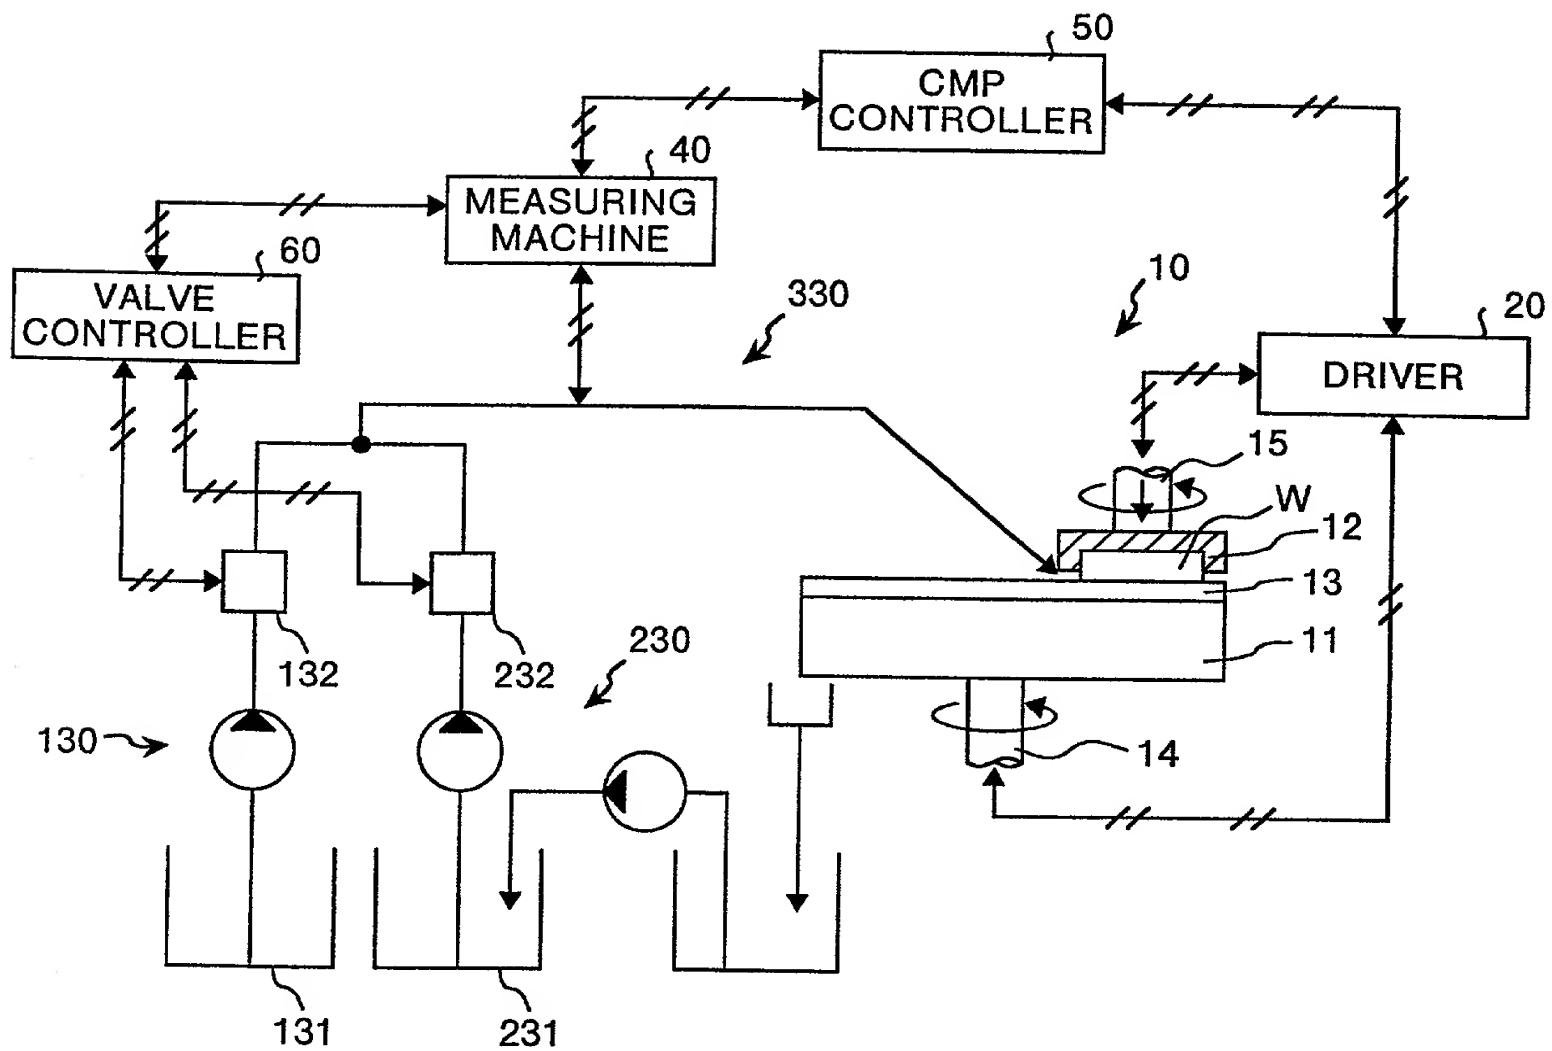 50
CMP
CONTROLLER
40
MEASURING
MACHINE
60
VALVE
CONTROLLER
330
10
20
DRIVER
15
W
12
13
11
132
232
230
130
14
131
231